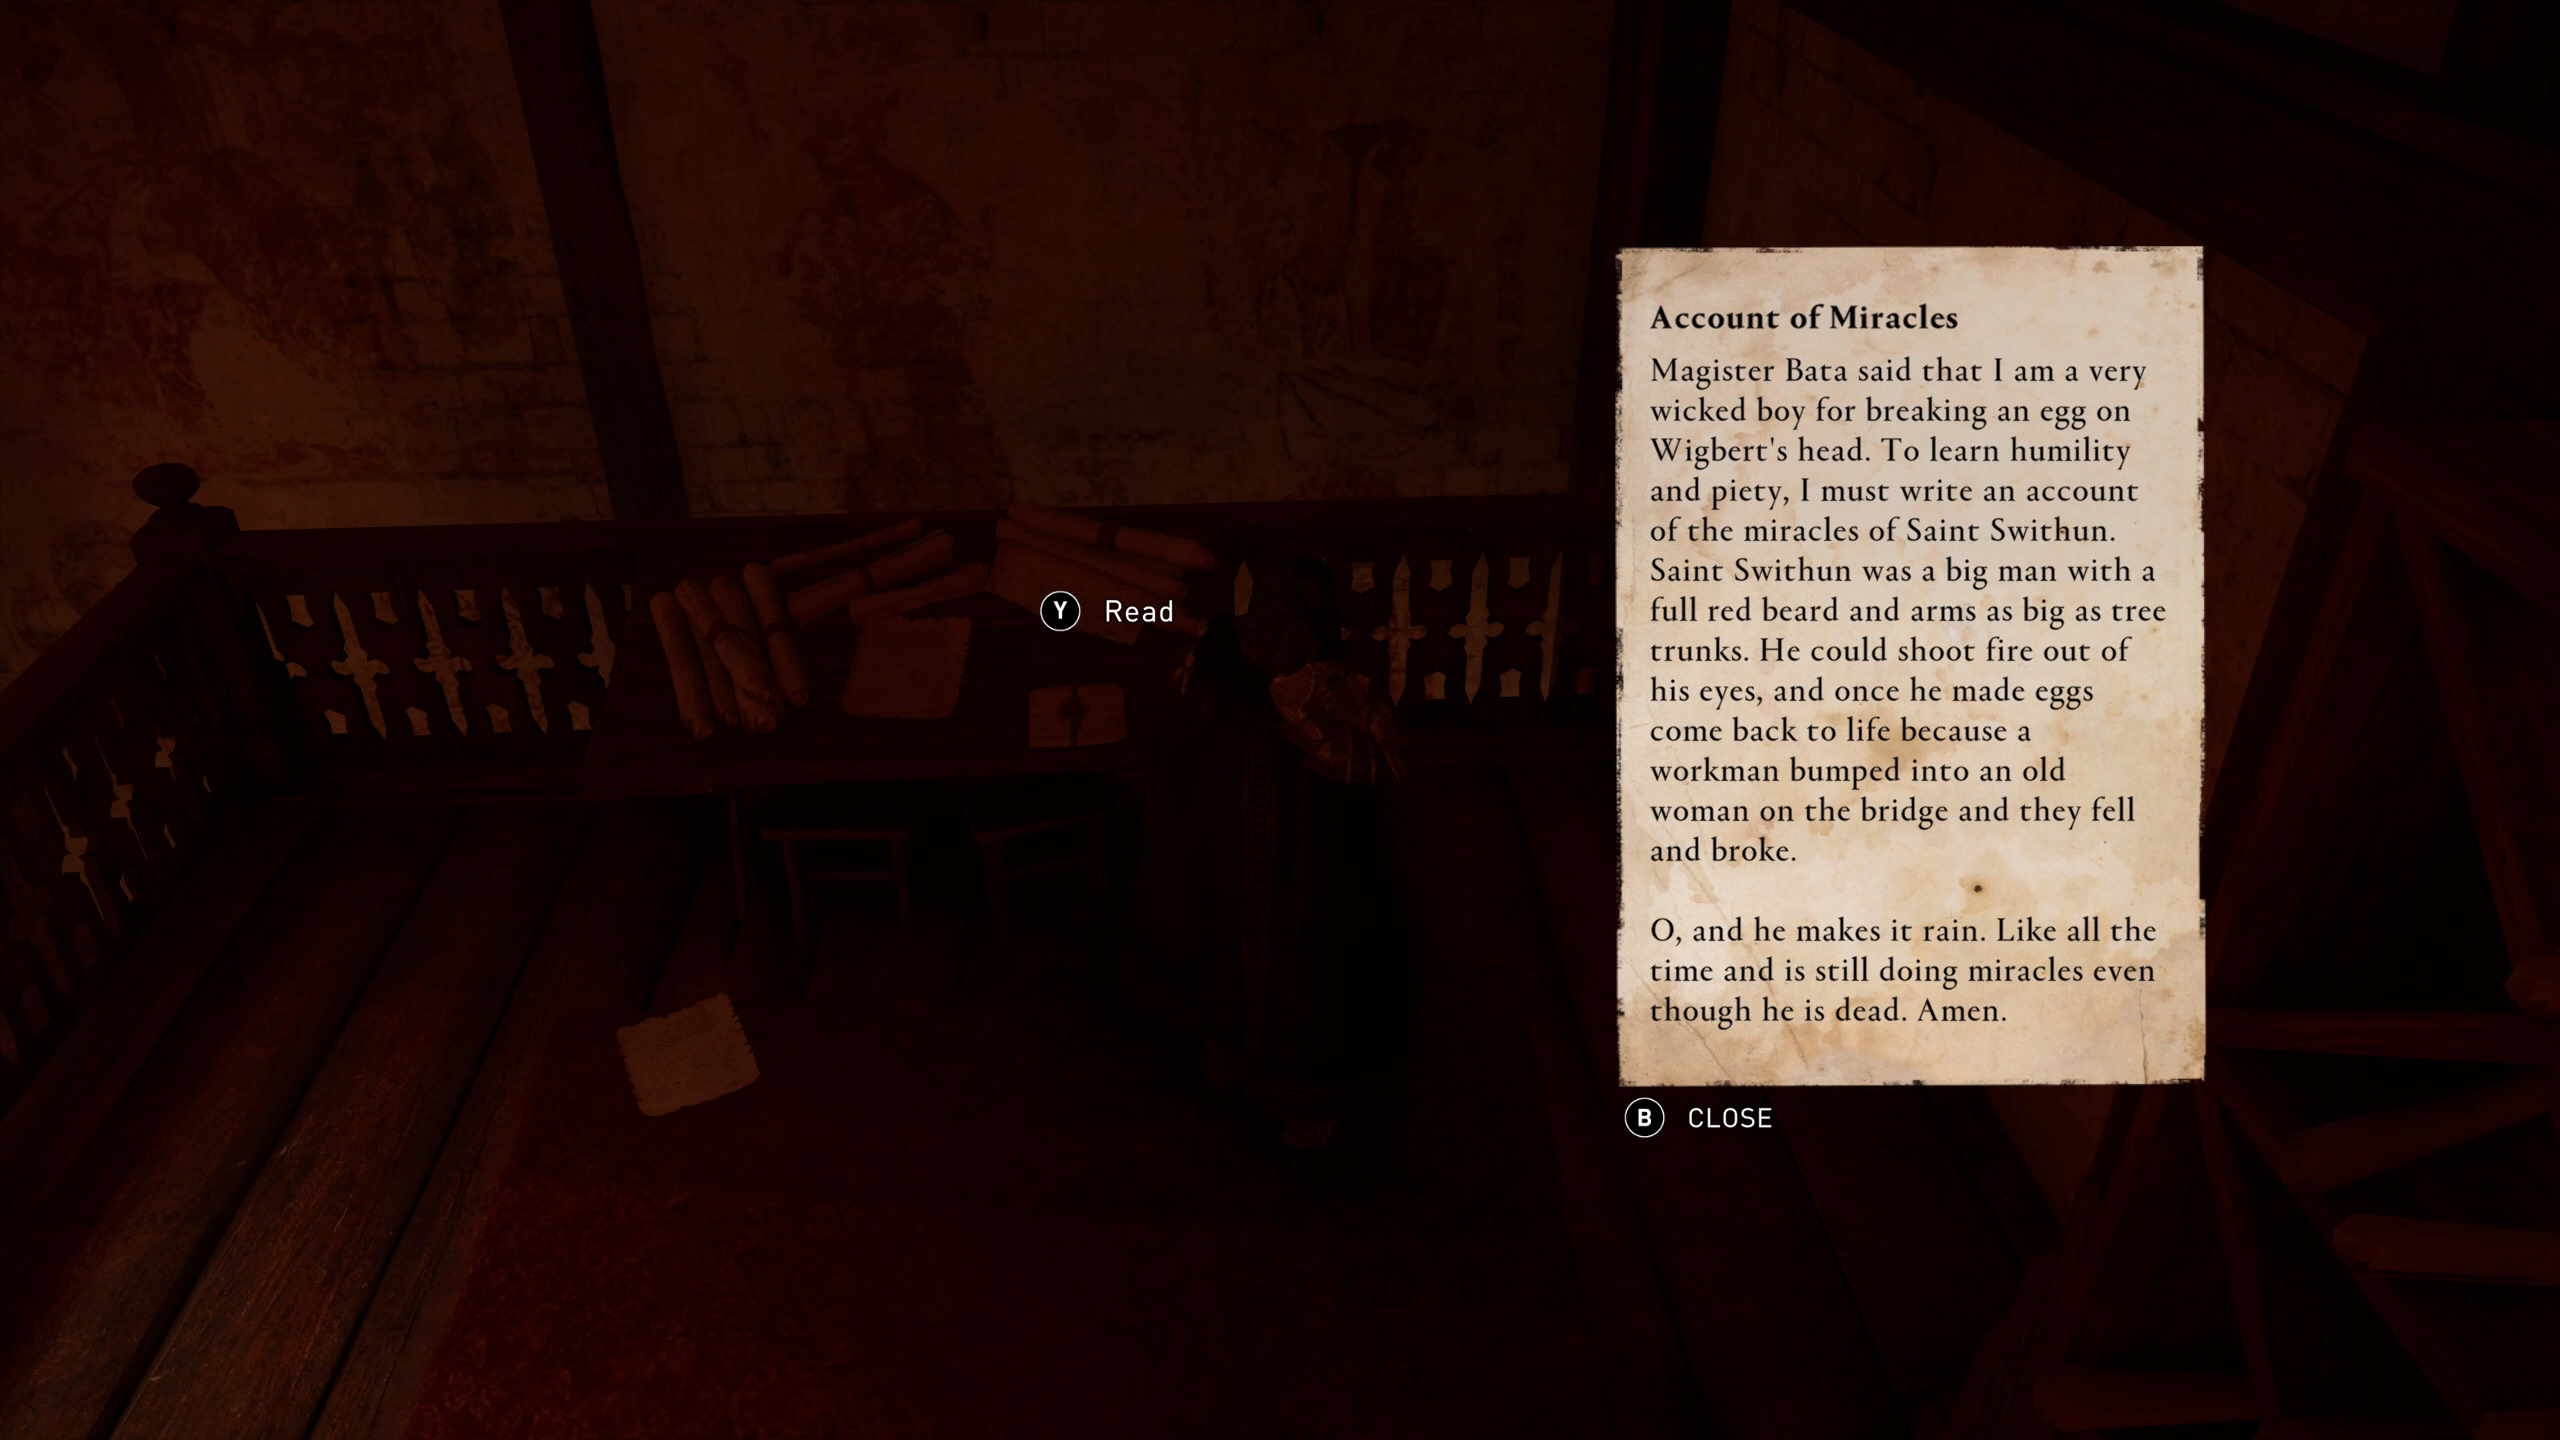 Account of Miracles
Magister Bata said that I am a very
wicked boy for breaking an egg on
Wigbert's head. To learn humility
and piety, I must write an account
of the miracles of Saint Swithun.
Saint Swithun was a big man with a
full red beard and arms as big as tree
trunks. He could shoot fire out of
his eyes, and once he made eggs
come back to life because a
workman bumped into an old
woman on the bridge and they fell
and broke.
O, and he makes it rain. Like all the
time and is still doing miracles even
though he is dead. Amen.
Y Read
B CLOSE